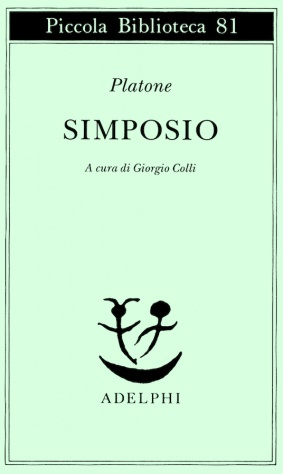 Piccola Biblioteca 81
Platone
SIMPOSIO
A cura di Giorgio Colli
ADELPHI